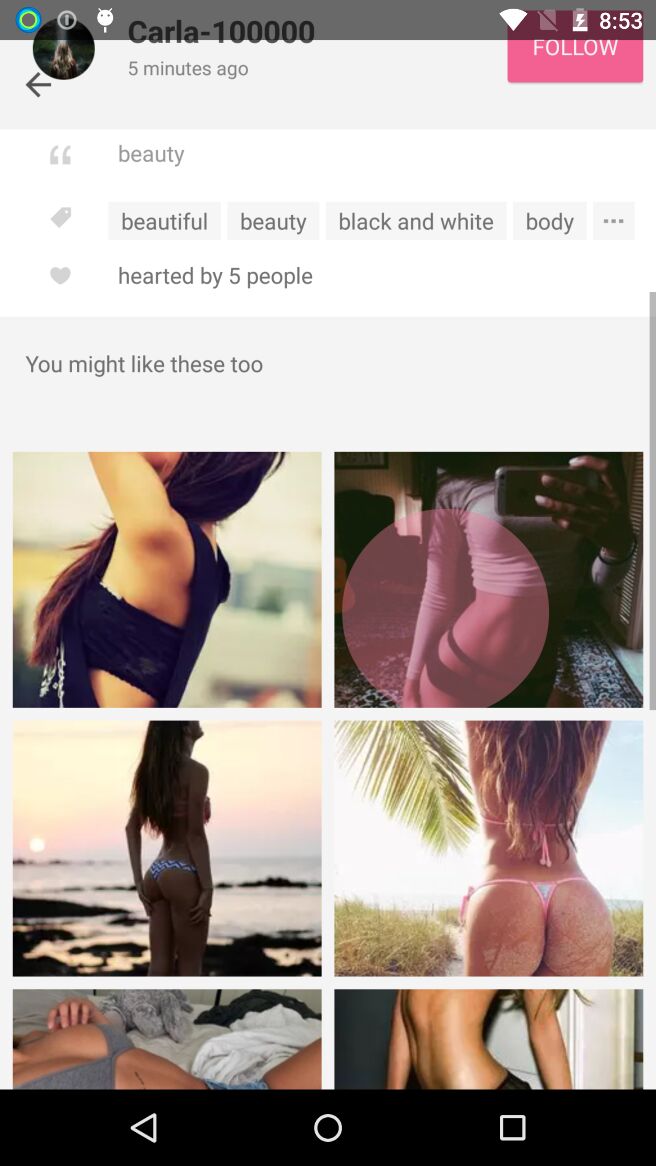 8:53
Carla-100000
5 minutes ago
FOLLOW
beauty
beautiful beauty black and white body ...
hearted by 5 people
You might like these too